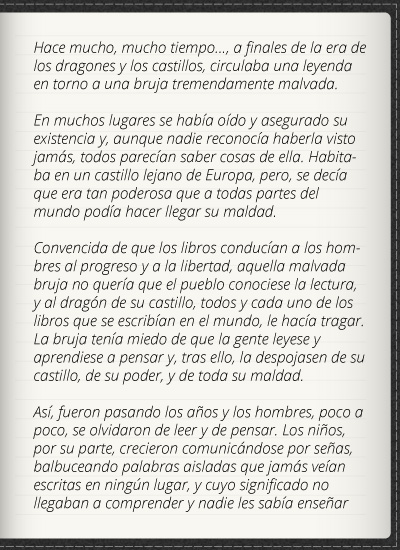 Hace mucho, mucho tiempo..., a finales de la era de
los dragones y los castillos, circulaba una leyenda
en torno a una bruja tremendamente malvada.
En muchos lugares se había oído y asegurado su
existencia y, aunque nadie reconocía haberla visto
jamás, todos parecían saber cosas de ella. Habita-
ba en un castillo lejano de Europa, pero, se decía
que era tan poderosa que a todas partes del
mundo podía hacer llegar su maldad.
Convencida de que los libros conducían a los hom-
bres al progreso y a la libertad, aquella malvada
bruja no quería que el pueblo conociese la lectura,
y al dragón de su castillo, todos y cada uno de los
libros que se escribían en el mundo, le hacía tragar.
La bruja tenía miedo de que la gente leyese y
aprendiese a pensar y, tras ello, la despojasen de su
castillo, de su poder, y de toda su maldad.
Así, fueron pasando los años y los hombres, poco a
poco, se olvidaron de leer y de pensar. Los niños,
por su parte, crecieron comunicándose por señas,
balbuceando palabras aisladas que jamás veían
escritas en ningún lugar, y cuyo significado no
llegaban a comprender y nadie les sabía enseñar